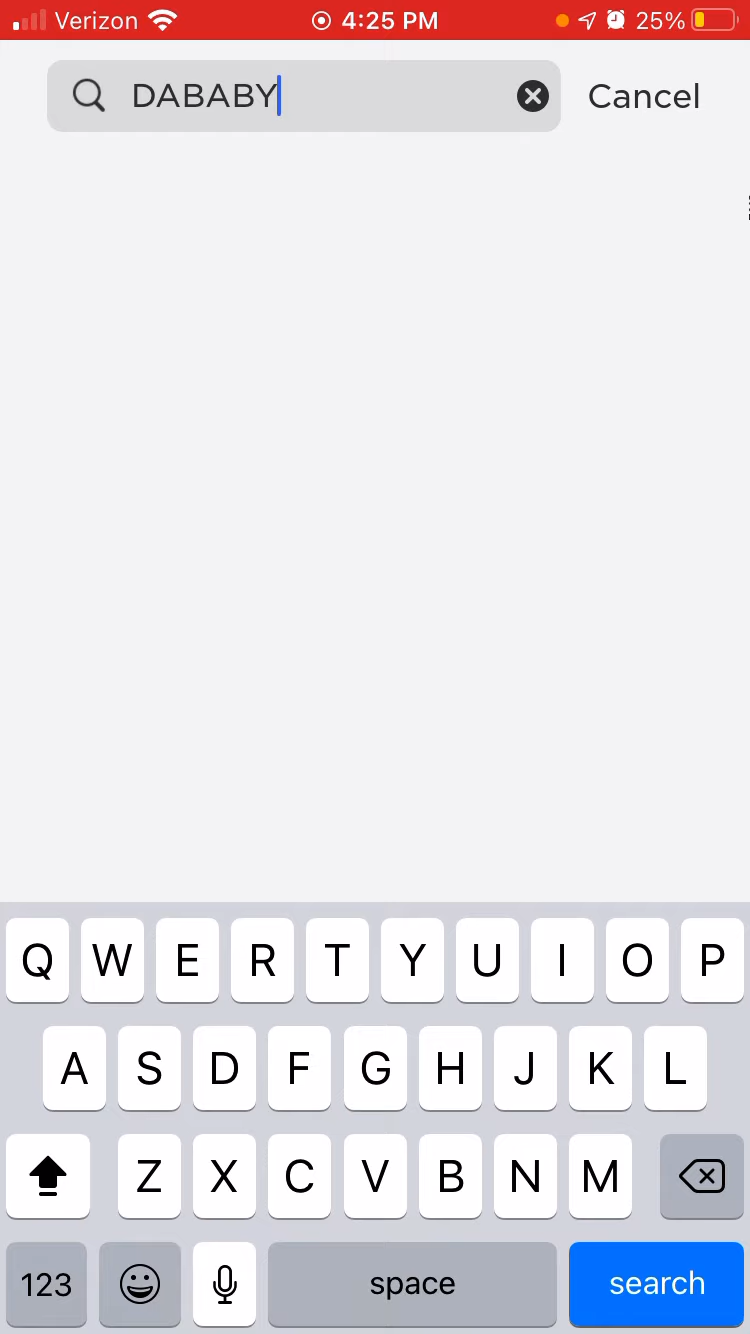 Verizon 4:25 PM 25%
DABABY Cancel
Q W E R T Y U I O P
A S D F G H J K L
Z X C V B N M
123 space search